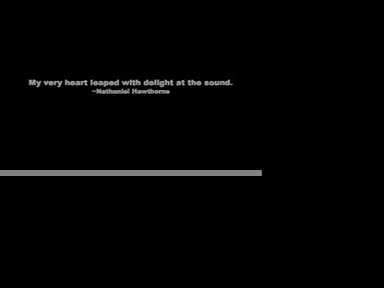 My very heart leaped with delight at the sound.
~Nathaniel Hawthorne